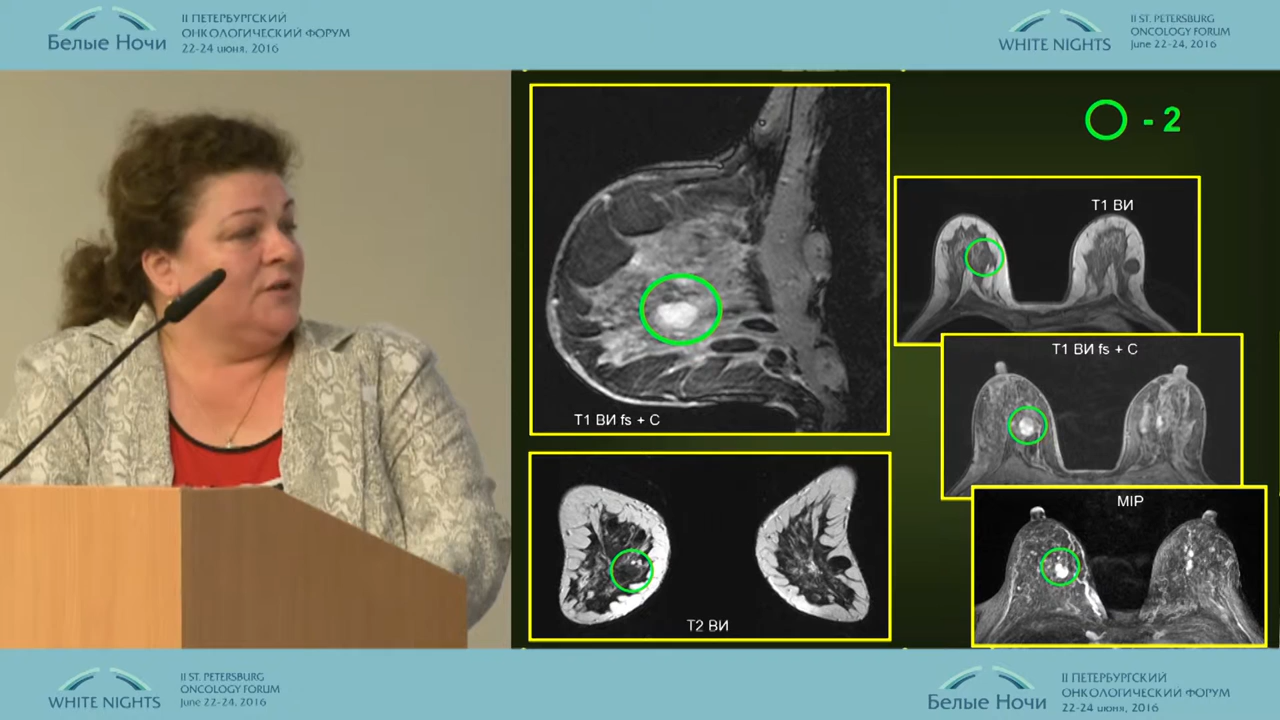 Белые Ночи
II ПЕТЕРБУРГСКИЙ
ОНКОЛОГИЧЕСКИЙ ФОРУМ
22-24 июня, 2016
WHITE NIGHTS
II ST. PETERSBURG
ONCOLOGY FORUM
June 22-24, 2016
- 2
T1 ВИ
T1 ВИ fs + C
T1 ВИ fs + C
MIP
T2 ВИ
WHITE NIGHTS
II ST. PETERSBURG
ONCOLOGY FORUM
June 22-24, 2016
Белые Ночи
II ПЕТЕРБУРГСКИЙ
ОНКОЛОГИЧЕСКИЙ ФОРУМ
22-24 июня, 2016